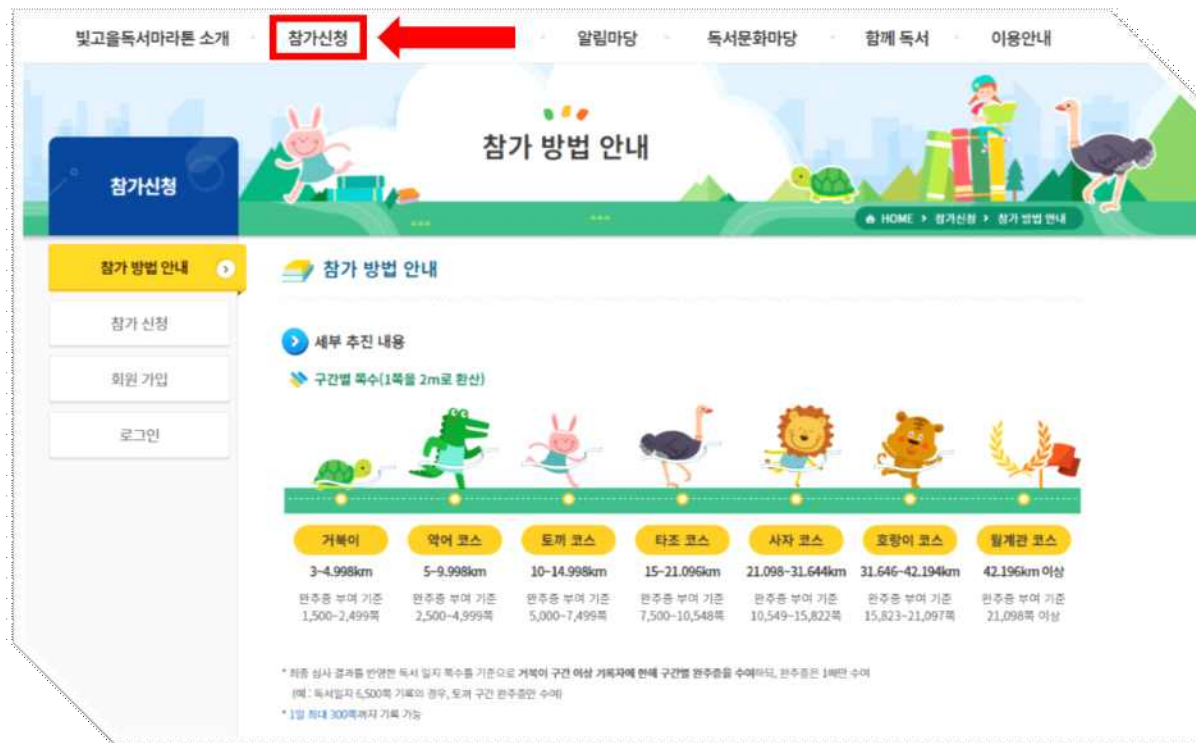 빛고을독서마라톤 소개 참가신청 알림마당 독서문화마당 함께 독서 이용안내
참가 방법 안내
참가신청
HOME > 참가신청 > 참가 방법 안내
참가 방법 안내
참가 신청
회원 가입
로그인
참가 방법 안내
세부 추진 내용
구간별 쪽수(1쪽을 2m로 환산)
거북이 악어 코스 토끼 코스 타조 코스 사자 코스 호랑이 코스 월계관 코스
3~4.998km 5~9.998km 10~14.998km 15~21.096km 21.098~31.644km 31.646~42.194km 42.196km 이상
완주증 부여 기준 완주증 부여 기준 완주증 부여 기준 완주증 부여 기준 완주증 부여 기준 완주증 부여 기준 완주증 부여 기준
1,500~2,499쪽 2,500~4,999쪽 5,000~7,499쪽 7,500~10,548쪽 10,549~15,822쪽 15,823~21,097쪽 21,098쪽 이상
* 최종 심사 결과를 반영한 독서 일지 쪽수를 기준으로 거북이 구간 이상 기록자에 한해 구간별 완주증을 수여하되, 완주증은 1매만 수여
(예 : 독서일지 6,500쪽 기록의 경우, 토끼 구간 완주증만 수여)
* 1일 최대 300쪽까지 기록 가능